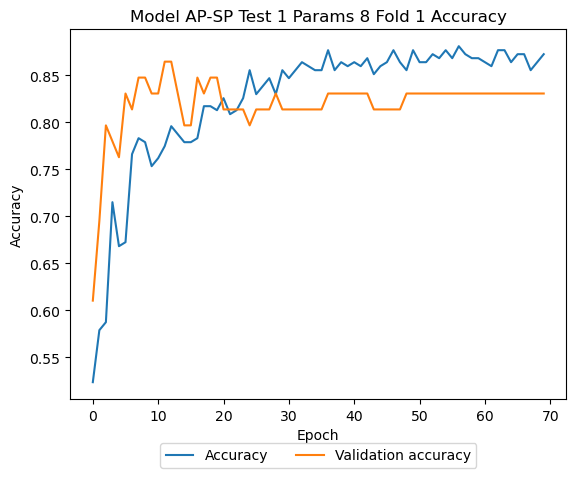 Model AP-SP Test 1 Params 8 Fold 1 Accuracy
Accuracy
0.85
0.80
0.75
0.70
0.65
0.60
0.55
0 10 20 30 40 50 60 70
Epoch
Accuracy Validation accuracy